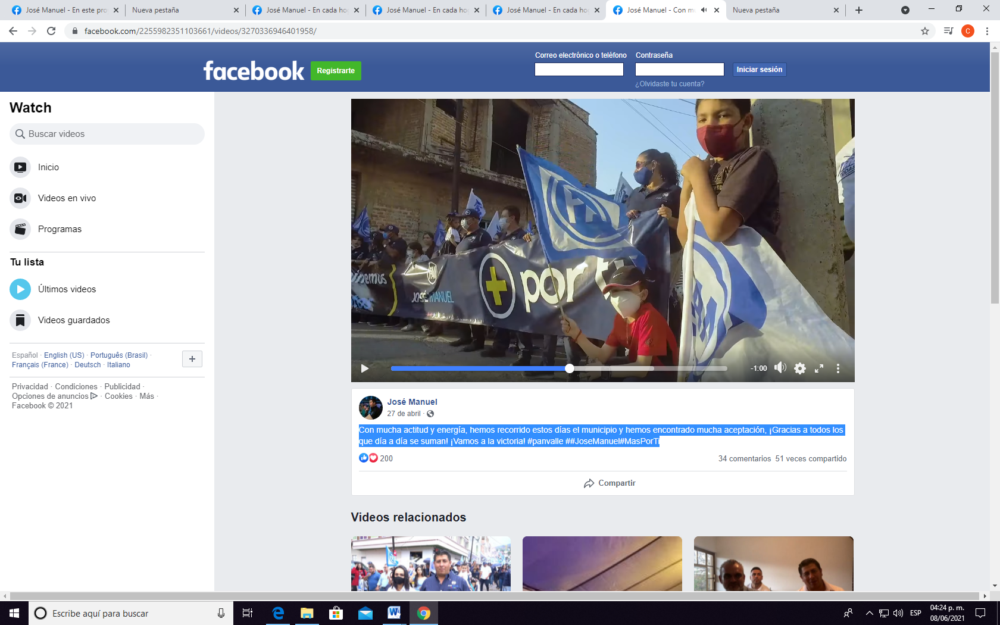 José Manuel - En este pro
Nueva pestaña
José Manuel - En cada ho
José Manuel - En cada ho
José Manuel - En cada ho
José Manuel - Con m
Nueva pestaña
facebook.com/2255982351103661/videos/3270336946401958/
C
facebook
Registrarte
Correo electrónico o teléfono
Contraseña
Iniciar sesión
¿Olvidaste tu cuenta?
Watch
Buscar videos
Inicio
Videos en vivo
Programas
Tu lista
Últimos videos
Videos guardados
Español · English (US) · Português (Brasil) ·
Français (France) · Deutsch · Italiano
Privacidad · Condiciones · Publicidad ·
Opciones de anuncios · Cookies · Más ·
Facebook © 2021
PAN
JOSÉ MANUEL
+ por ti
-1:00
José Manuel
27 de abril ·
Con mucha actitud y energía, hemos recorrido estos días el municipio y hemos encontrado mucha aceptación, ¡Gracias a todos los
que día a día se suman! ¡Vamos a la victoria! #panvalle ##JoseManuel#MasPorTi
200
34 comentarios 51 veces compartido
Compartir
Videos relacionados
Escribe aquí para buscar
ESP
04:24 p. m.
08/06/2021